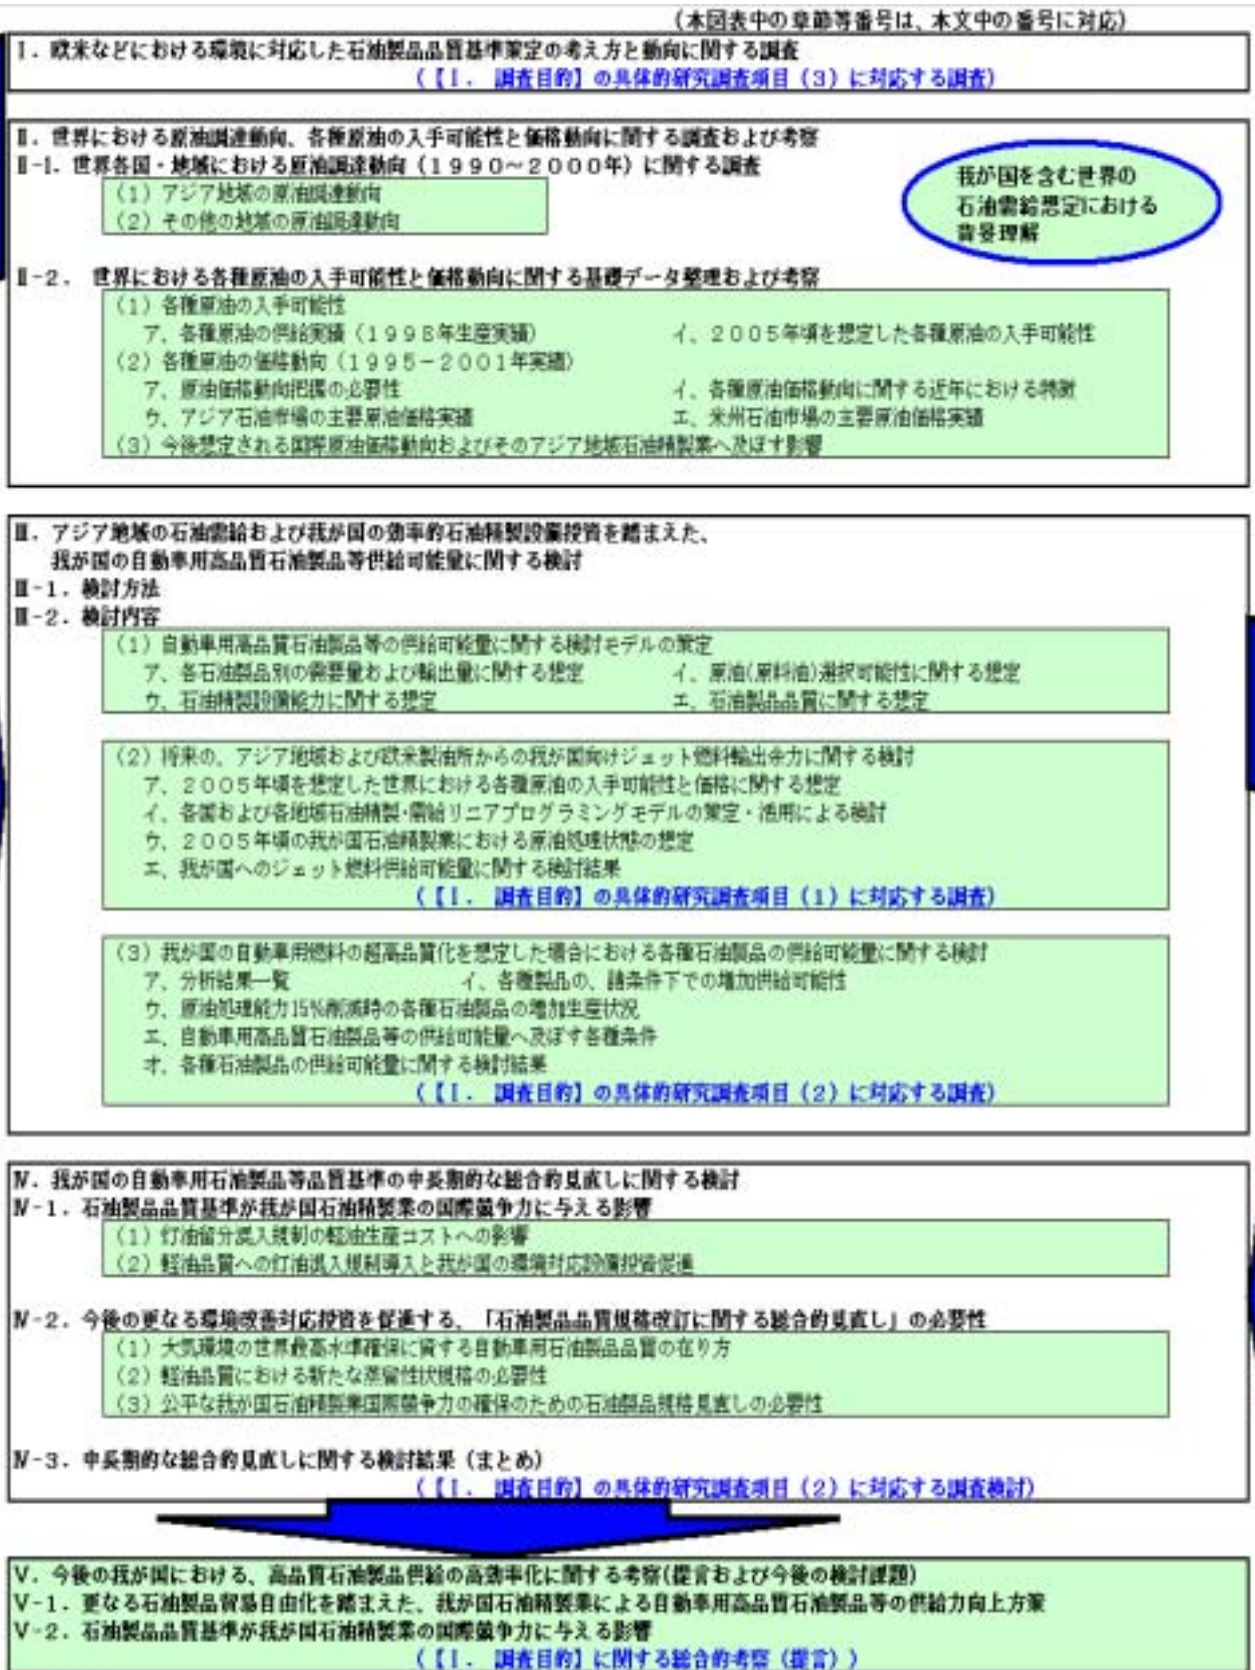 (本図表中の章節等番号は、本文中の番号に対応)
Ⅰ．欧米などにおける環境に対応した石油製品品質基準策定の考え方と動向に関する調査
(【１． 調査目的】の具体的研究調査項目（３）に対応する調査)
Ⅱ．世界における原油調達動向、各種原油の入手可能性と価格動向に関する調査および考察
Ⅱ-1．世界各国・地域における原油調達動向（１９９０～２０００年）に関する調査
（１）アジア地域の原油調達動向
（２）その他の地域の原油調達動向
我が国を含む世界の
石油需給想定における
背景理解
Ⅱ-２． 世界における各種原油の入手可能性と価格動向に関する基礎データ整理および考察
（１）各種原油の入手可能性
ア、各種原油の供給実績（１９９８年生産実績） イ、２００５年頃を想定した各種原油の入手可能性
（２）各種原油の価格動向（１９９５－２００１年実績）
ア、原油価格動向把握の必要性 イ、各種原油価格動向に関する近年における特徴
ウ、アジア石油市場の主要原油価格実績 エ、米州石油市場の主要原油価格実績
（３）今後想定される国際原油価格動向およびそのアジア地域石油精製業へ及ぼす影響
Ⅲ．アジア地域の石油需給および我が国の効率的石油精製設備投資を踏まえた、
我が国の自動車用高品質石油製品等供給可能量に関する検討
Ⅲ-１．検討方法
Ⅲ-２．検討内容
（１）自動車用高品質石油製品等の供給可能量に関する検討モデルの策定
ア、各石油製品別の需要量および輸出量に関する想定 イ、原油(原料油)選択可能性に関する想定
ウ、石油精製設備能力に関する想定 エ、石油製品品質に関する想定
（２）将来の、アジア地域および欧米製油所からの我が国向けジェット燃料輸出余力に関する検討
ア、２００５年頃を想定した世界における各種原油の入手可能性と価格に関する想定
イ、各国および各地域石油精製・需給リニアプログラミングモデルの策定・活用による検討
ウ、２００５年頃の我が国石油精製業における原油処理状態の想定
エ、我が国へのジェット燃料供給可能量に関する検討結果
(【１． 調査目的】の具体的研究調査項目（１）に対応する調査)
（３）我が国の自動車用燃料の超高品質化を想定した場合における各種石油製品の供給可能量に関する検討
ア、分析結果一覧 イ、各種製品の、諸条件下での増加供給可能性
ウ、原油処理能力15%削減時の各種石油製品の増加生産状況
エ、自動車用高品質石油製品等の供給可能量へ及ぼす各種条件
オ、各種石油製品の供給可能量に関する検討結果
(【１． 調査目的】の具体的研究調査項目（２）に対応する調査)
Ⅳ．我が国の自動車用石油製品等品質基準の中長期的な総合的見直しに関する検討
Ⅳ-１．石油製品品質基準が我が国石油精製業の国際競争力に与える影響
（１）灯油留分混入規制の軽油生産コストへの影響
（２）軽油品質への灯油混入規制導入と我が国の環境対応設備投資促進
Ⅳ-２．今後の更なる環境改善対応投資を促進する、「石油製品品質規格改訂に関する総合的見直し」の必要性
（１）大気環境の世界最高水準確保に資する自動車用石油製品品質の在り方
（２）軽油品質における新たな蒸留性状規格の必要性
（３）公平な我が国石油精製業国際競争力の確保のための石油製品規格見直しの必要性
Ⅳ-３．中長期的な総合的見直しに関する検討結果（まとめ）
(【１． 調査目的】の具体的研究調査項目（２）に対応する調査検討)
Ⅴ．今後の我が国における、高品質石油製品供給の高効率化に関する考察(提言および今後の検討課題)
Ⅴ-１．更なる石油製品貿易自由化を踏まえた、我が国石油精製業による自動車用高品質石油製品等の供給力向上方策
Ⅴ-２．石油製品品質基準が我が国石油精製業の国際競争力に与える影響
(【１． 調査目的】に関する総合的考察（提言）)